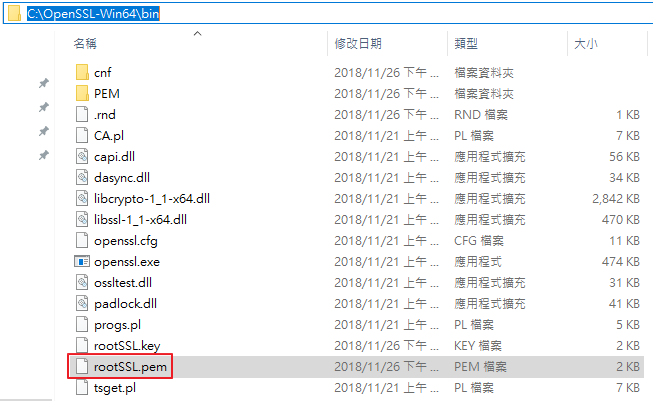 C:\OpenSSL-Win64\bin
名稱 修改日期 類型 大小
cnf 2018/11/26 下午 ... 檔案資料夾
PEM 2018/11/26 下午 ... 檔案資料夾
.rnd 2018/11/26 下午 ... RND 檔案 1 KB
CA.pl 2018/11/21 上午 ... PL 檔案 7 KB
capi.dll 2018/11/21 上午 ... 應用程式擴充 56 KB
dasync.dll 2018/11/21 上午 ... 應用程式擴充 34 KB
libcrypto-1_1-x64.dll 2018/11/21 上午 ... 應用程式擴充 2,842 KB
libssl-1_1-x64.dll 2018/11/21 上午 ... 應用程式擴充 470 KB
openssl.cfg 2018/11/21 上午 ... CFG 檔案 11 KB
openssl.exe 2018/11/21 上午 ... 應用程式 474 KB
ossltest.dll 2018/11/21 上午 ... 應用程式擴充 31 KB
padlock.dll 2018/11/21 上午 ... 應用程式擴充 41 KB
progs.pl 2018/11/21 上午 ... PL 檔案 5 KB
rootSSL.key 2018/11/26 下午 ... KEY 檔案 2 KB
rootSSL.pem 2018/11/26 下午 ... PEM 檔案 2 KB
tsget.pl 2018/11/21 上午 ... PL 檔案 7 KB